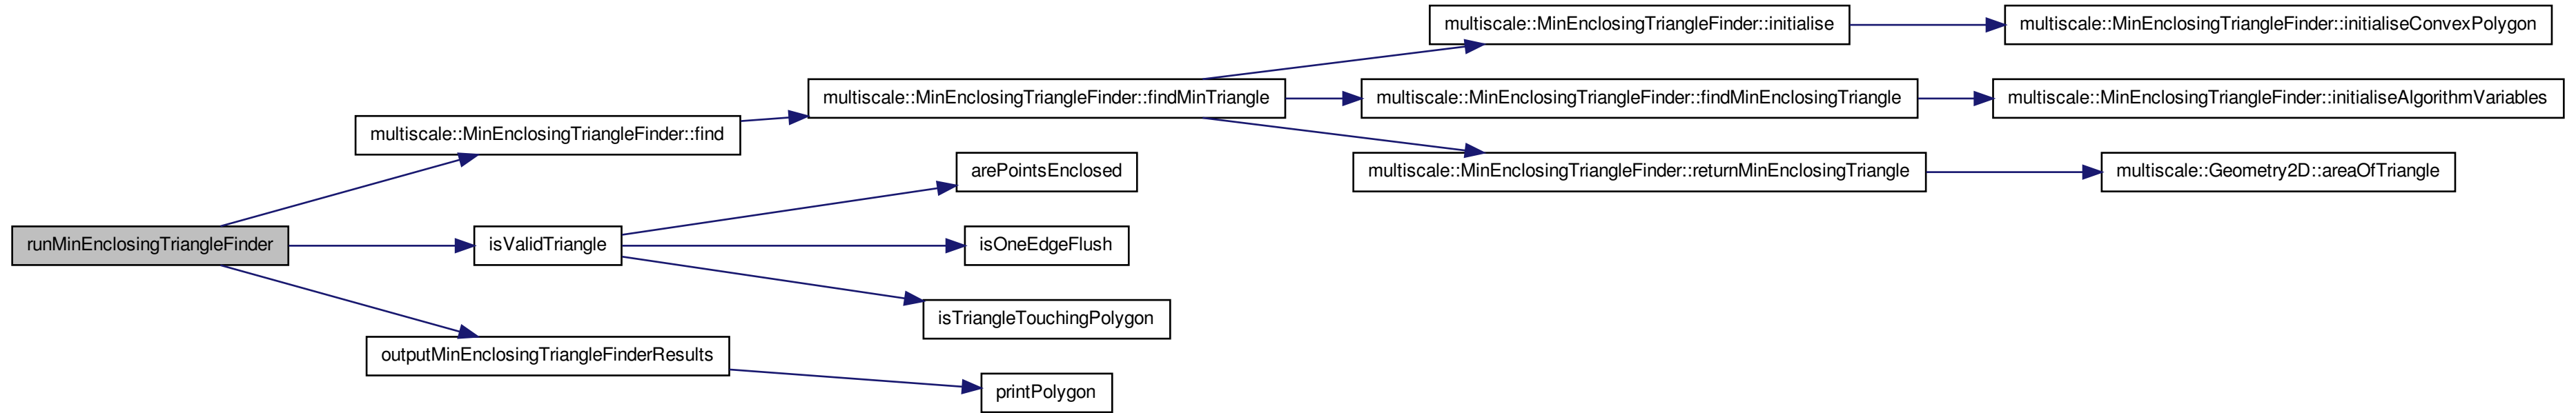 multiscale::MinEnclosingTriangleFinder::initialise
multiscale::MinEnclosingTriangleFinder::initialiseConvexPolygon
multiscale::MinEnclosingTriangleFinder::findMinTriangle
multiscale::MinEnclosingTriangleFinder::findMinEnclosingTriangle
multiscale::MinEnclosingTriangleFinder::initialiseAlgorithmVariables
multiscale::MinEnclosingTriangleFinder::find
arePointsEnclosed
multiscale::MinEnclosingTriangleFinder::returnMinEnclosingTriangle
multiscale::Geometry2D::areaOfTriangle
runMinEnclosingTriangleFinder
isValidTriangle
isOneEdgeFlush
isTriangleTouchingPolygon
outputMinEnclosingTriangleFinderResults
printPolygon